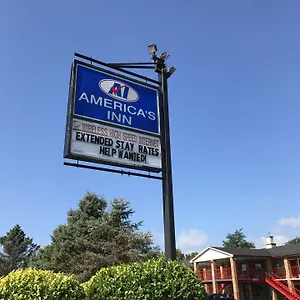 A1
AMERICA'S
INN
WIRELESS HIGH SPEED INTERNET
EXTENDED STAY RATES
HELP WANTED!